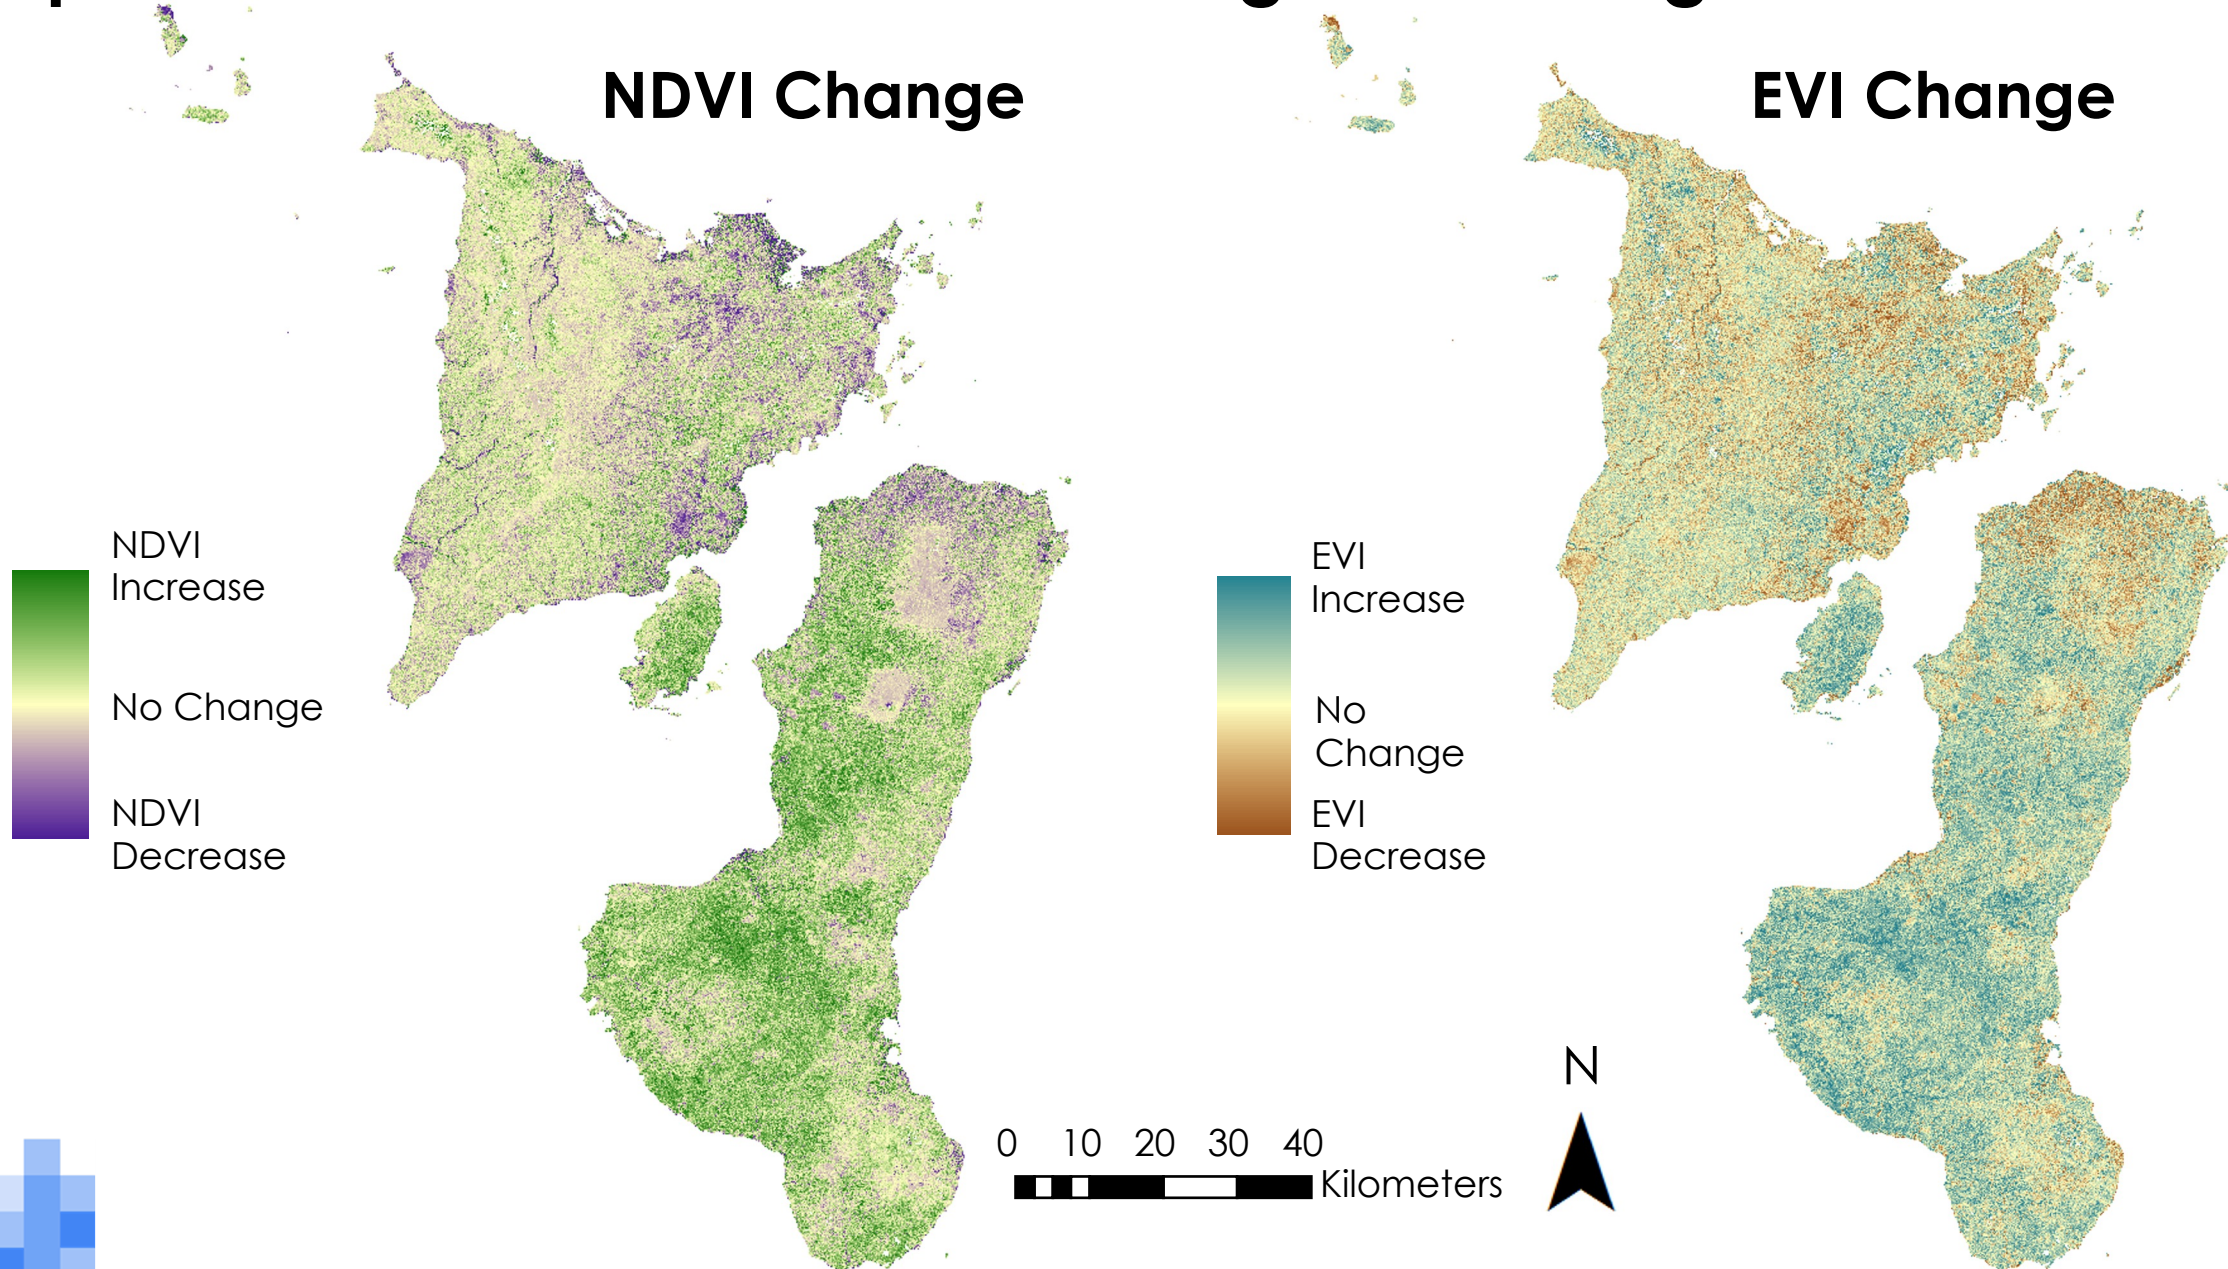 NDVI Change
EVI Change
NDVI
Increase
No Change
NDVI
Decrease
EVI
Increase
No
Change
EVI
Decrease
N
0 10 20 30 40
Kilometers